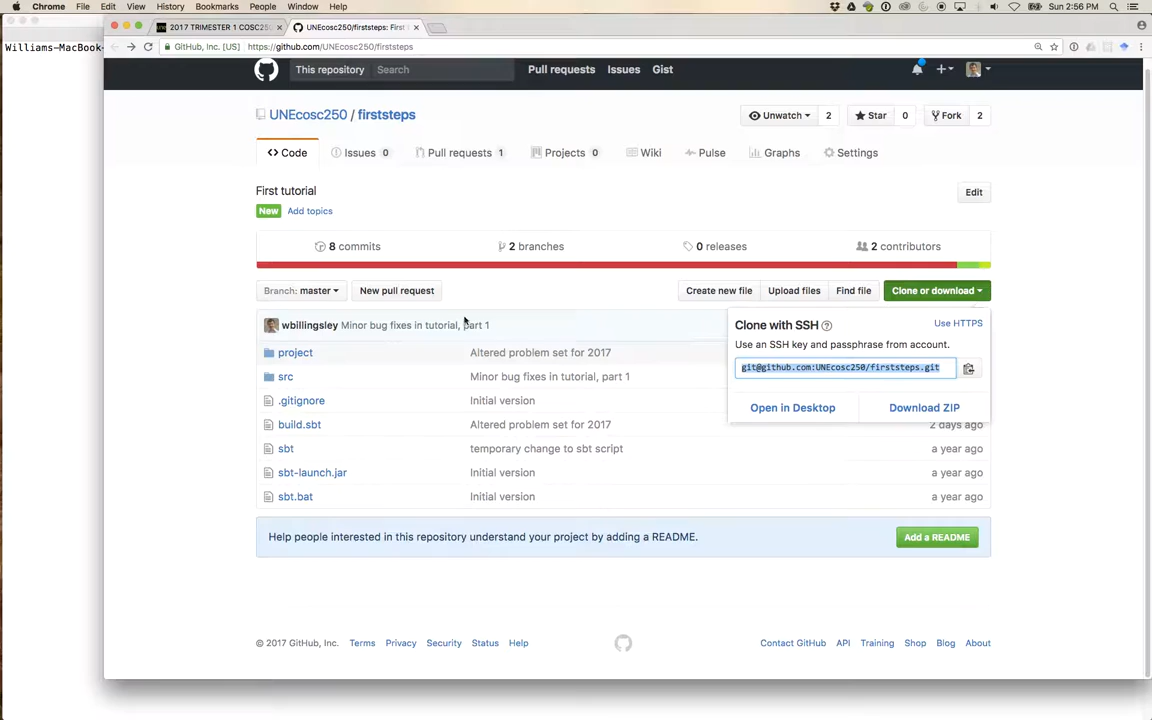 Chrome File Edit View History Bookmarks People Window Help Sun 2:56 PM
2017 TRIMESTER 1 COSC25
UNEcosc250/firststeps: First
Williams-MacBook-
GitHub, Inc. [US] https://github.com/UNEcosc250/firststeps
This repository Search Pull requests Issues Gist
UNEcosc250 / firststeps Unwatch 2 Star 0 Fork 2
Code Issues 0 Pull requests 1 Projects 0 Wiki Pulse Graphs Settings
First tutorial Edit
New Add topics
8 commits 2 branches 0 releases 2 contributors
Branch: master New pull request Create new file Upload files Find file Clone or download
wbillingsley Minor bug fixes in tutorial, part 1
Clone with SSH Use HTTPS
Use an SSH key and passphrase from account.
git@github.com:UNEcosc250/firststeps.git
Open in Desktop Download ZIP
project Altered problem set for 2017
src Minor bug fixes in tutorial, part 1
.gitignore Initial version
build.sbt Altered problem set for 2017 2 days ago
sbt temporary change to sbt script a year ago
sbt-launch.jar Initial version a year ago
sbt.bat Initial version a year ago
Help people interested in this repository understand your project by adding a README. Add a README
© 2017 GitHub, Inc. Terms Privacy Security Status Help Contact GitHub API Training Shop Blog About